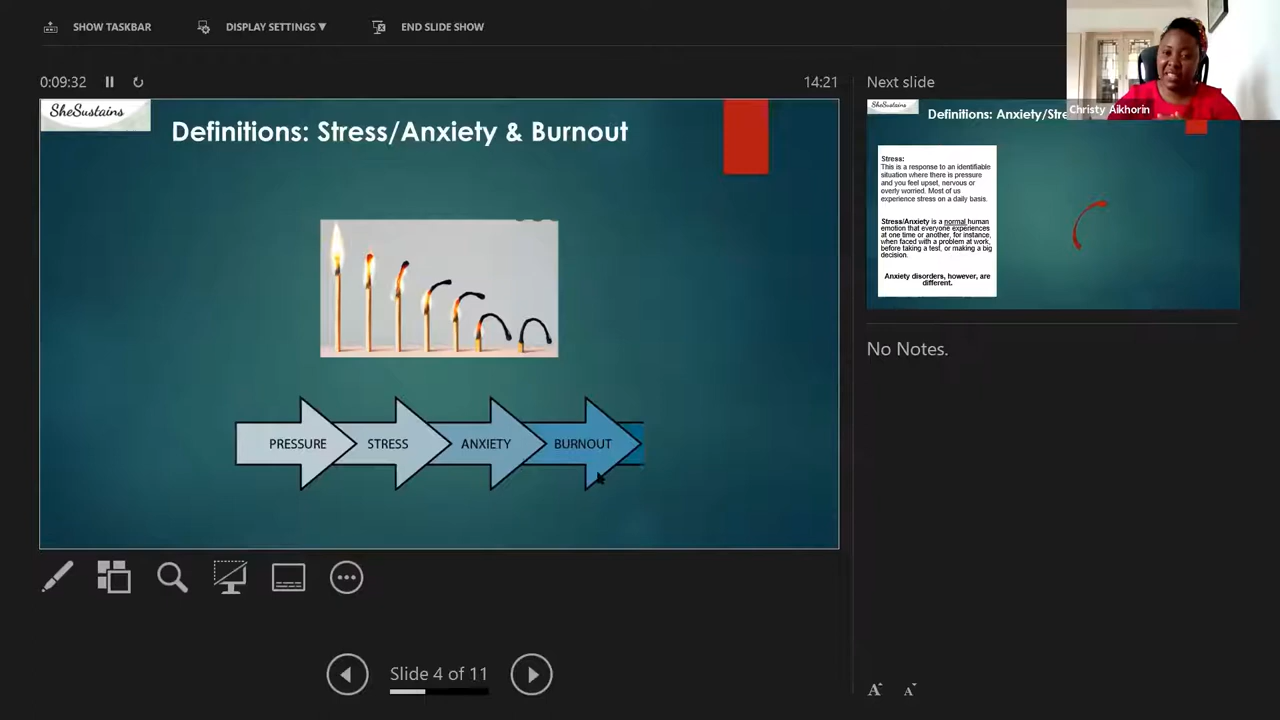 SHOW TASKBAR
DISPLAY SETTINGS ▼
END SLIDE SHOW
0:09:32
14:21
Next slide
Christy Aikhorin
SheSustains
Definitions: Stress/Anxiety & Burnout
PRESSURE
STRESS
ANXIETY
BURNOUT
SheSustains
Definitions: Anxiety/Stre
Stress:
This is a response to an identifiable
situation where there is pressure
and you feel upset, nervous or
overly worried. Most of us
experience stress on a daily basis.
Stress/Anxiety is a normal human
emotion that everyone experiences
at one time or another, for instance,
when faced with a problem at work,
before taking a test, or making a big
decision.
Anxiety disorders, however, are
different.
No Notes.
Slide 4 of 11
A A